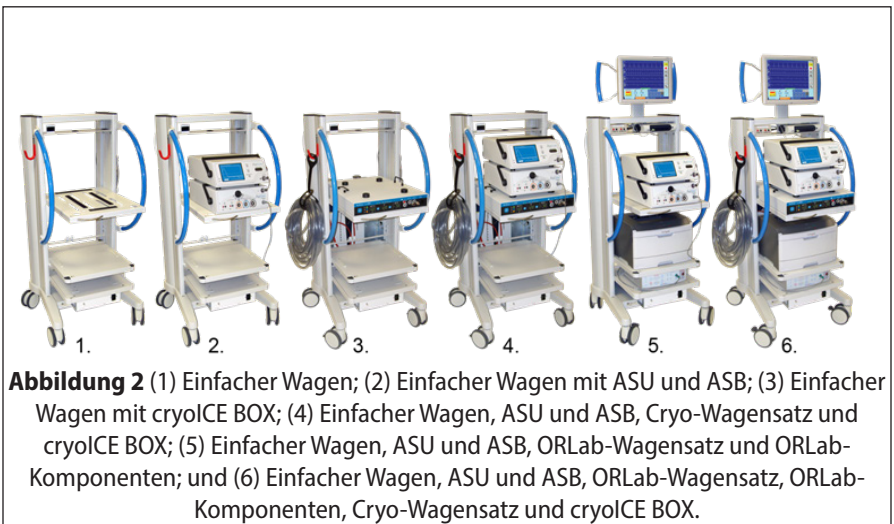 1. 2. 3. 4. 5. 6.
Abbildung 2 (1) Einfacher Wagen; (2) Einfacher Wagen mit ASU und ASB; (3) Einfacher
Wagen mit cryoICE BOX; (4) Einfacher Wagen, ASU und ASB, Cryo-Wagensatz und
cryoICE BOX; (5) Einfacher Wagen, ASU und ASB, ORLab-Wagensatz und ORLab-
Komponenten; und (6) Einfacher Wagen, ASU und ASB, ORLab-Wagensatz, ORLab-
Komponenten, Cryo-Wagensatz und cryoICE BOX.